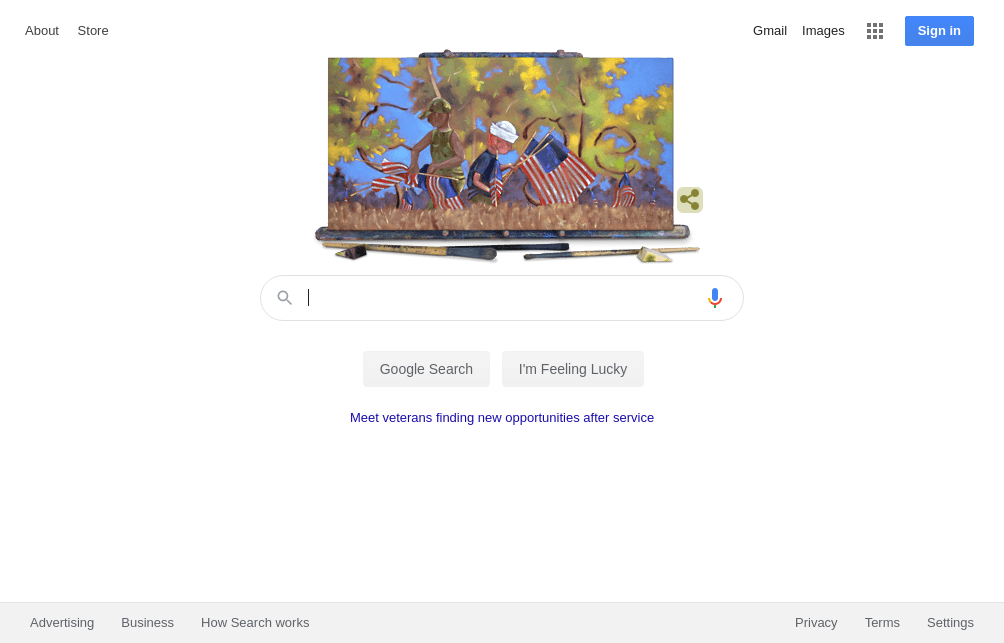 About Store
Gmail Images Sign in
Google Search I'm Feeling Lucky
Meet veterans finding new opportunities after service
Advertising Business How Search works
Privacy Terms Settings